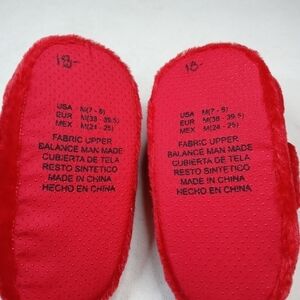 18-
USA M(7 - 8)
EUR M(38 - 39.5)
MEX M(24 - 25)
FABRIC UPPER
BALANCE MAN MADE
CUBIERTA DE TELA
RESTO SINTETICO
MADE IN CHINA
HECHO EN CHINA
18-
USA M(7 - 8)
EUR M(38 - 39.5)
MEX M(24 - 25)
FABRIC UPPER
BALANCE MAN MADE
CUBIERTA DE TELA
RESTO SINTETICO
MADE IN CHINA
HECHO EN CHINA